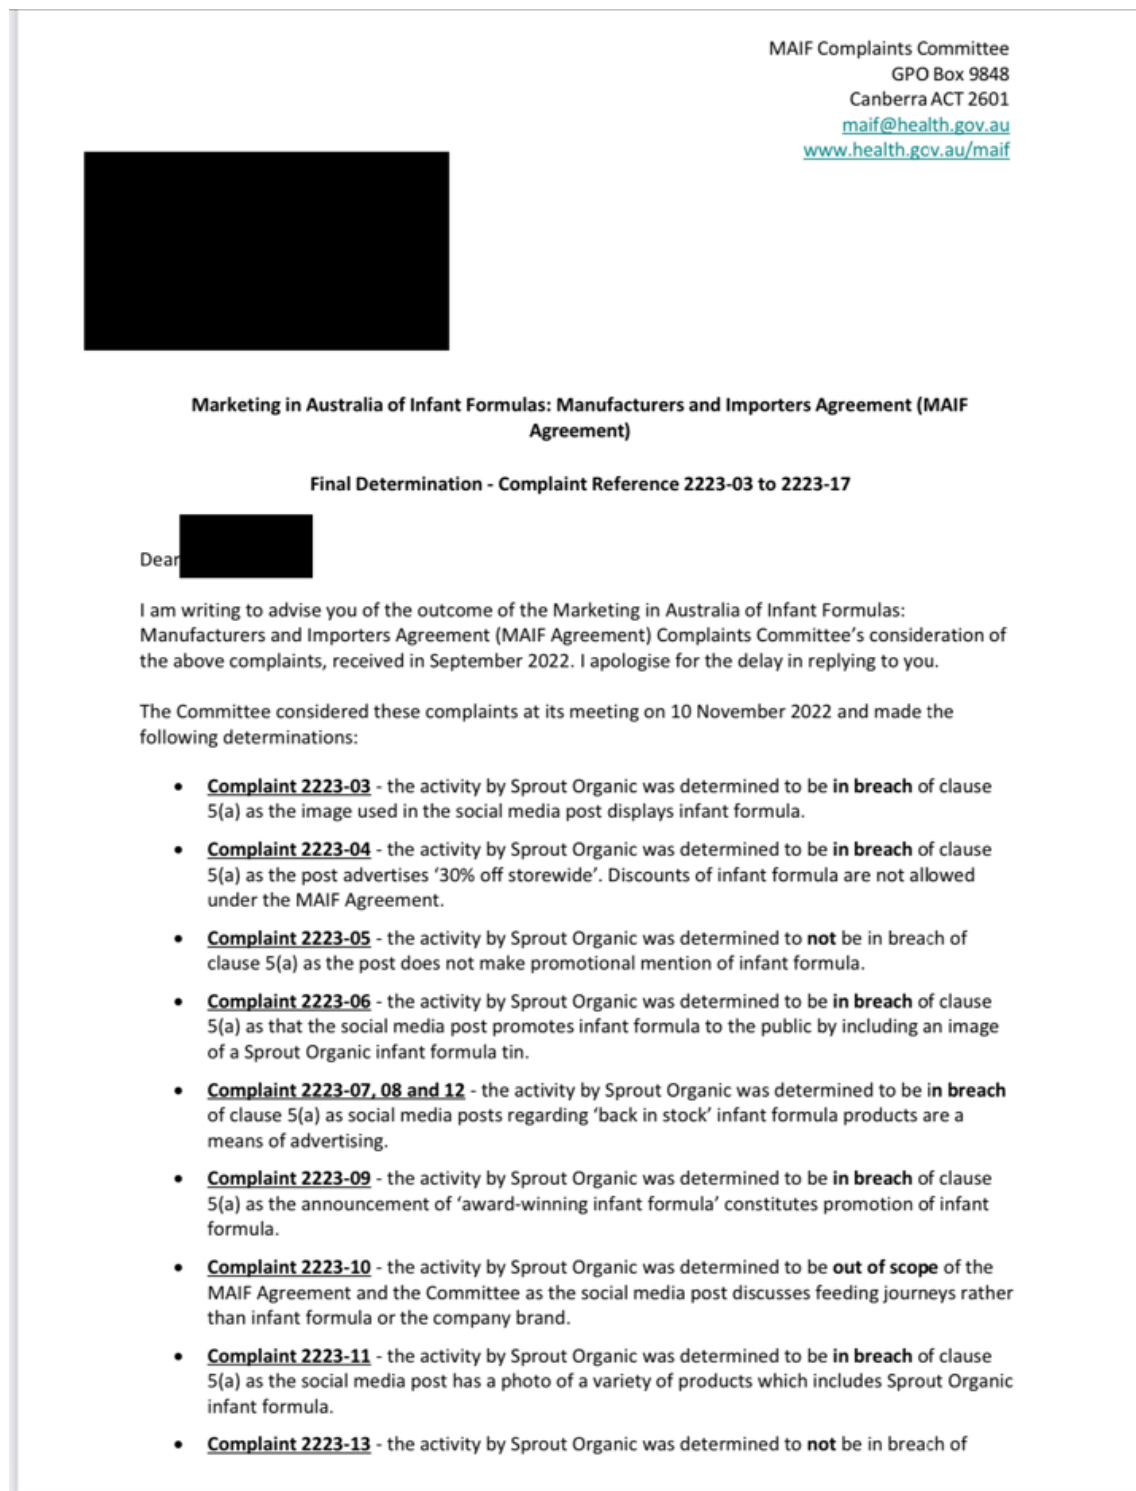 MAIF Complaints Committee
GPO Box 9848
Canberra ACT 2601
maif@health.gov.au
www.health.gov.au/maif
Marketing in Australia of Infant Formulas: Manufacturers and Importers Agreement (MAIF
Agreement)
Final Determination - Complaint Reference 2223-03 to 2223-17
Dear
I am writing to advise you of the outcome of the Marketing in Australia of Infant Formulas:
Manufacturers and Importers Agreement (MAIF Agreement) Complaints Committee’s consideration of
the above complaints, received in September 2022. I apologise for the delay in replying to you.
The Committee considered these complaints at its meeting on 10 November 2022 and made the
following determinations:
• Complaint 2223-03 - the activity by Sprout Organic was determined to be in breach of clause
5(a) as the image used in the social media post displays infant formula.
• Complaint 2223-04 - the activity by Sprout Organic was determined to be in breach of clause
5(a) as the post advertises ‘30% off storewide’. Discounts of infant formula are not allowed
under the MAIF Agreement.
• Complaint 2223-05 - the activity by Sprout Organic was determined to not be in breach of
clause 5(a) as the post does not make promotional mention of infant formula.
• Complaint 2223-06 - the activity by Sprout Organic was determined to be in breach of clause
5(a) as that the social media post promotes infant formula to the public by including an image
of a Sprout Organic infant formula tin.
• Complaint 2223-07, 08 and 12 - the activity by Sprout Organic was determined to be in breach
of clause 5(a) as social media posts regarding ‘back in stock’ infant formula products are a
means of advertising.
• Complaint 2223-09 - the activity by Sprout Organic was determined to be in breach of clause
5(a) as the announcement of ‘award-winning infant formula’ constitutes promotion of infant
formula.
• Complaint 2223-10 - the activity by Sprout Organic was determined to be out of scope of the
MAIF Agreement and the Committee as the social media post discusses feeding journeys rather
than infant formula or the company brand.
• Complaint 2223-11 - the activity by Sprout Organic was determined to be in breach of clause
5(a) as the social media post has a photo of a variety of products which includes Sprout Organic
infant formula.
• Complaint 2223-13 - the activity by Sprout Organic was determined to not be in breach of